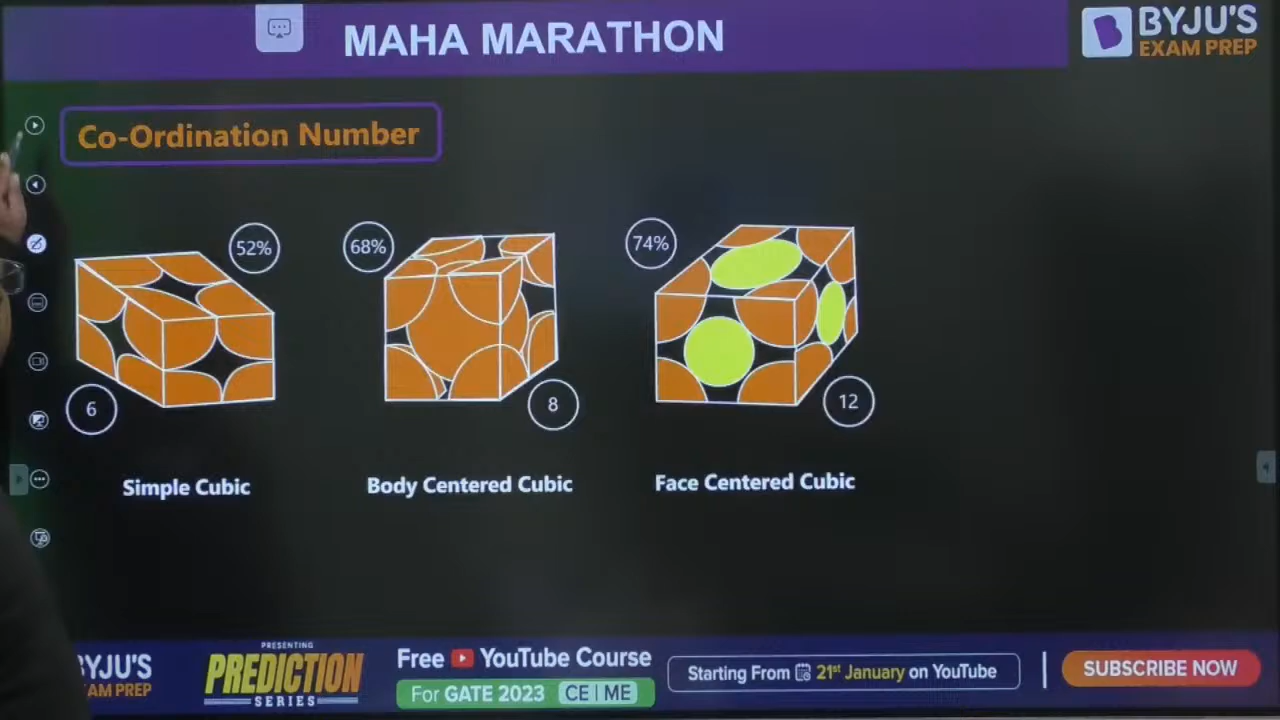 MAHA MARATHON
BYJU'S
EXAM PREP
Co-Ordination Number
52%
68%
74%
6
8
12
Simple Cubic
Body Centered Cubic
Face Centered Cubic
BYJU'S
EXAM PREP
PRESENTING
PREDICTION
SERIES
Free YouTube Course
For GATE 2023 CE | ME
Starting From 21st January on YouTube
SUBSCRIBE NOW